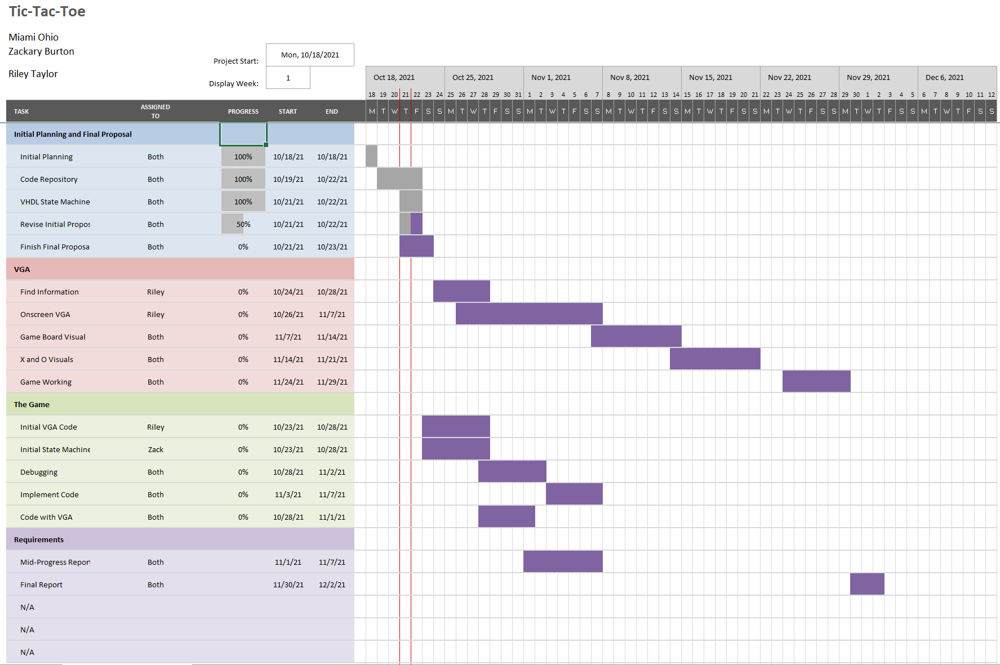 Tic-Tac-Toe
Miami Ohio
Zackary Burton
Project Start: Mon, 10/18/2021
Riley Taylor
Display Week: 1
Oct 18, 2021 Oct 25, 2021 Nov 1, 2021 Nov 8, 2021 Nov 15, 2021 Nov 22, 2021 Nov 29, 2021 Dec 6, 2021
18 19 20 21 22 23 24 25 26 27 28 29 30 31 1 2 3 4 5 6 7 8 9 10 11 12 13 14 15 16 17 18 19 20 21 22 23 24 25 26 27 28 29 30 1 2 3 4 5 6 7 8 9 10 11 12
TASK ASSIGNED TO PROGRESS START END M T W T F S S M T W T F S S M T W T F S S M T W T F S S M T W T F S S M T W T F S S M T W T F S S M T W T F S S
Initial Planning and Final Proposal
Initial Planning Both 100% 10/18/21 10/18/21
Code Repository Both 100% 10/19/21 10/22/21
VHDL State Machine Both 100% 10/21/21 10/22/21
Revise Initial Propos Both 50% 10/21/21 10/22/21
Finish Final Proposa Both 0% 10/21/21 10/23/21
VGA
Find Information Riley 0% 10/24/21 10/28/21
Onscreen VGA Riley 0% 10/26/21 11/7/21
Game Board Visual Both 0% 11/7/21 11/14/21
X and O Visuals Both 0% 11/14/21 11/21/21
Game Working Both 0% 11/24/21 11/29/21
The Game
Initial VGA Code Riley 0% 10/23/21 10/28/21
Initial State Machine Zack 0% 10/23/21 10/28/21
Debugging Both 0% 10/28/21 11/2/21
Implement Code Both 0% 11/3/21 11/7/21
Code with VGA Both 0% 10/28/21 11/1/21
Requirements
Mid-Progress Report Both 11/1/21 11/7/21
Final Report Both 11/30/21 12/2/21
N/A
N/A
N/A